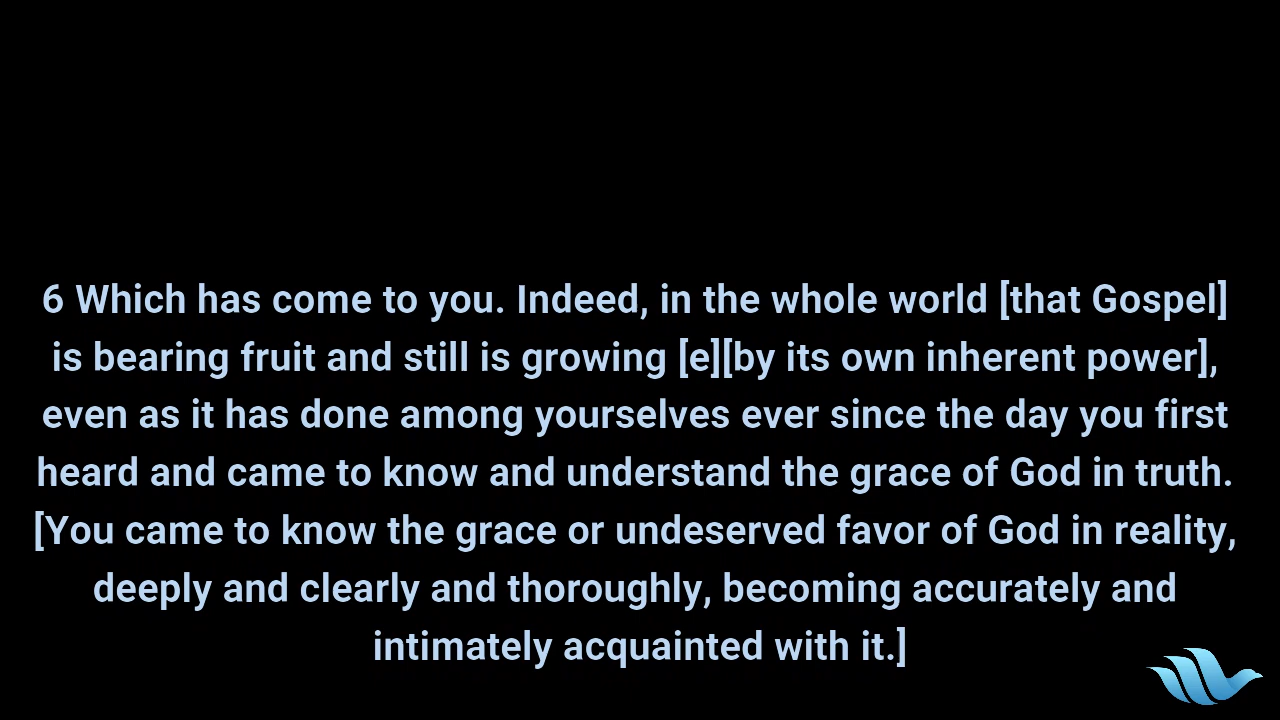 6 Which has come to you. Indeed, in the whole world [that Gospel]
is bearing fruit and still is growing [e][by its own inherent power],
even as it has done among yourselves ever since the day you first
heard and came to know and understand the grace of God in truth.
[You came to know the grace or undeserved favor of God in reality,
deeply and clearly and thoroughly, becoming accurately and
intimately acquainted with it.]